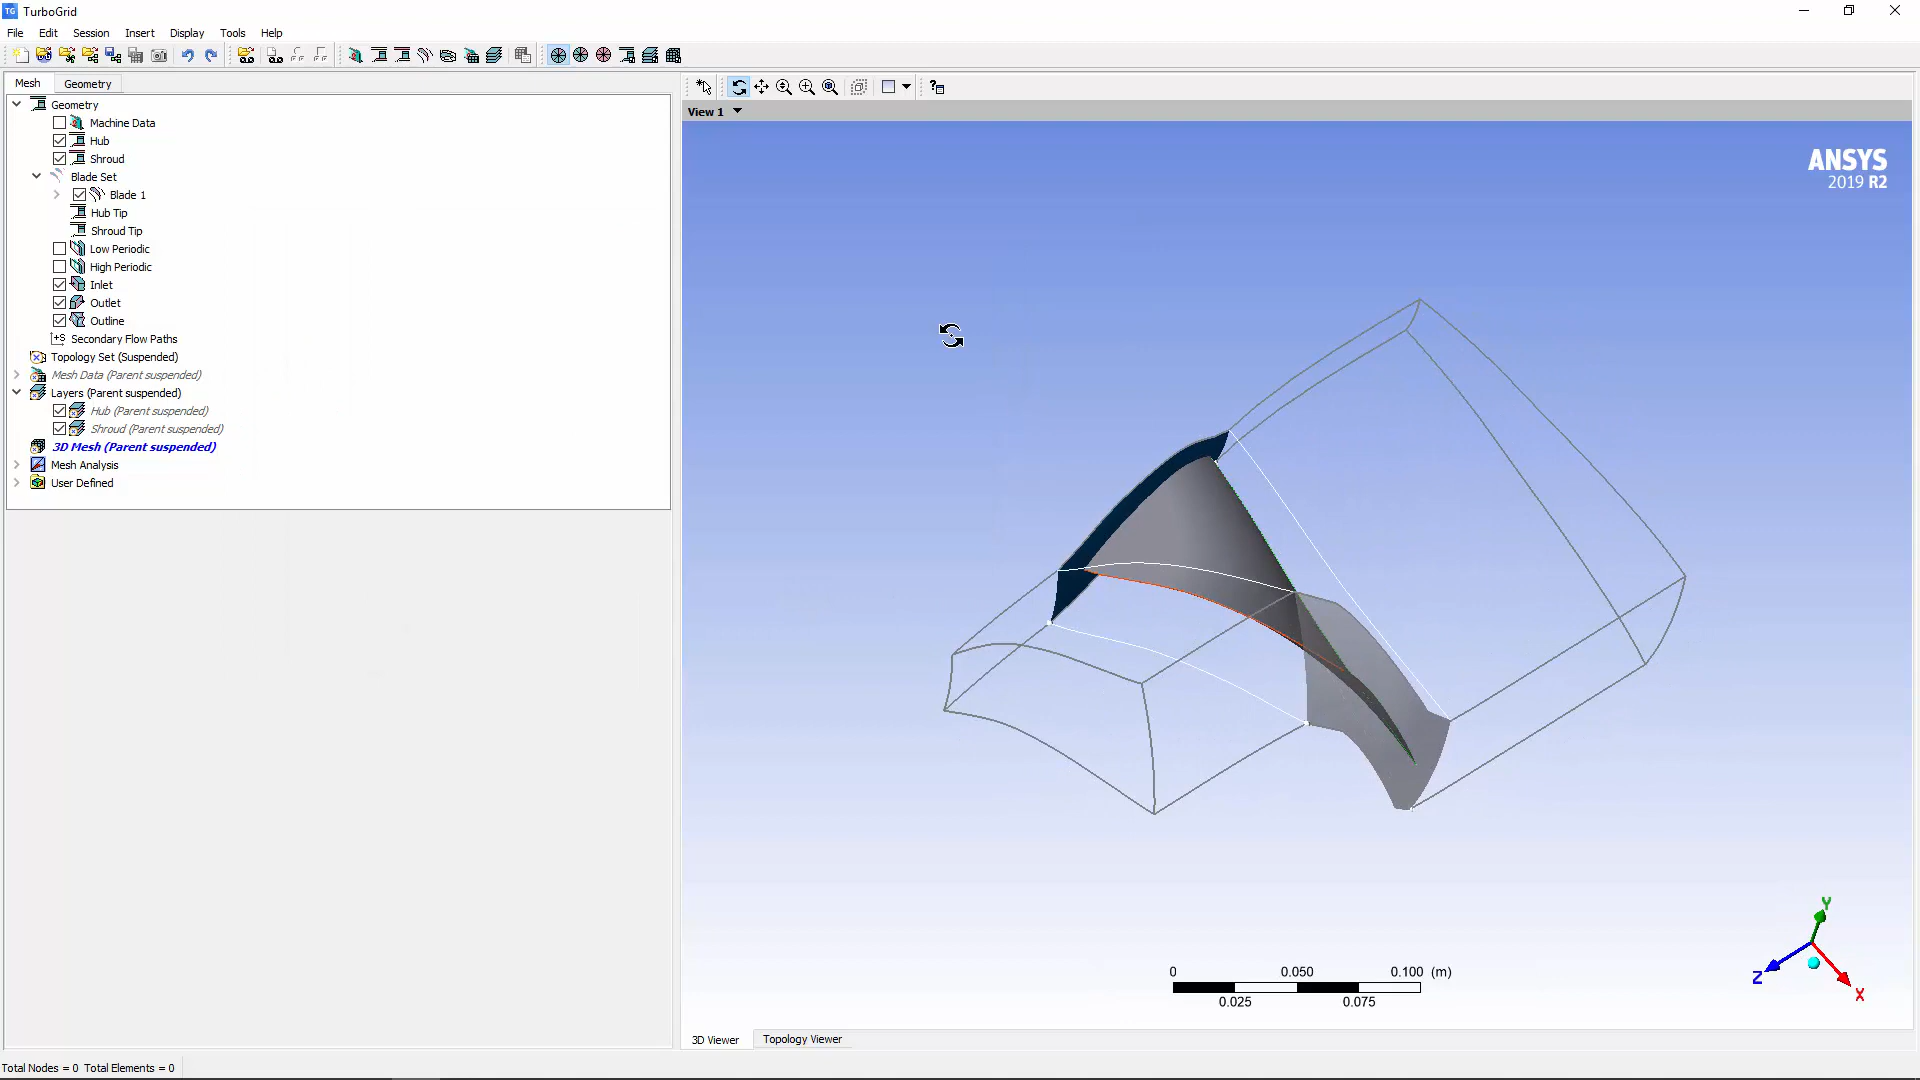 TG TurboGrid
File Edit Session Insert Display Tools Help
Mesh Geometry
Geometry
Machine Data
Hub
Shroud
Blade Set
Blade 1
Hub Tip
Shroud Tip
Low Periodic
High Periodic
Inlet
Outlet
Outline
Secondary Flow Paths
Topology Set (Suspended)
Mesh Data (Parent suspended)
Layers (Parent suspended)
Hub (Parent suspended)
Shroud (Parent suspended)
3D Mesh (Parent suspended)
Mesh Analysis
User Defined
View 1
ANSYS
2019 R2
Y
Z
X
0 0.050 0.100 (m)
0.025 0.075
3D Viewer Topology Viewer
Total Nodes = 0 Total Elements = 0